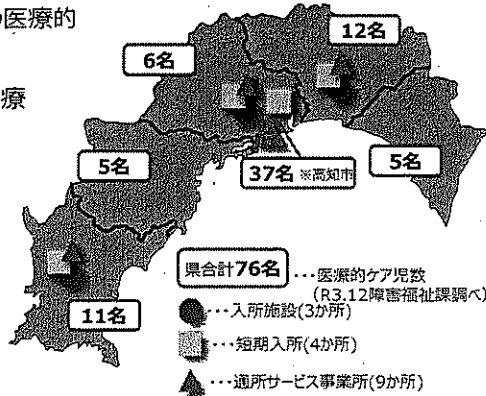 医療的
療
6名
12名
5名
37名 ※高知市
5名
11名
県合計76名 …医療的ケア児数
(R3.12障害福祉課調べ)
…入所施設(3か所)
…短期入所(4か所)
…通所サービス事業所(9か所)